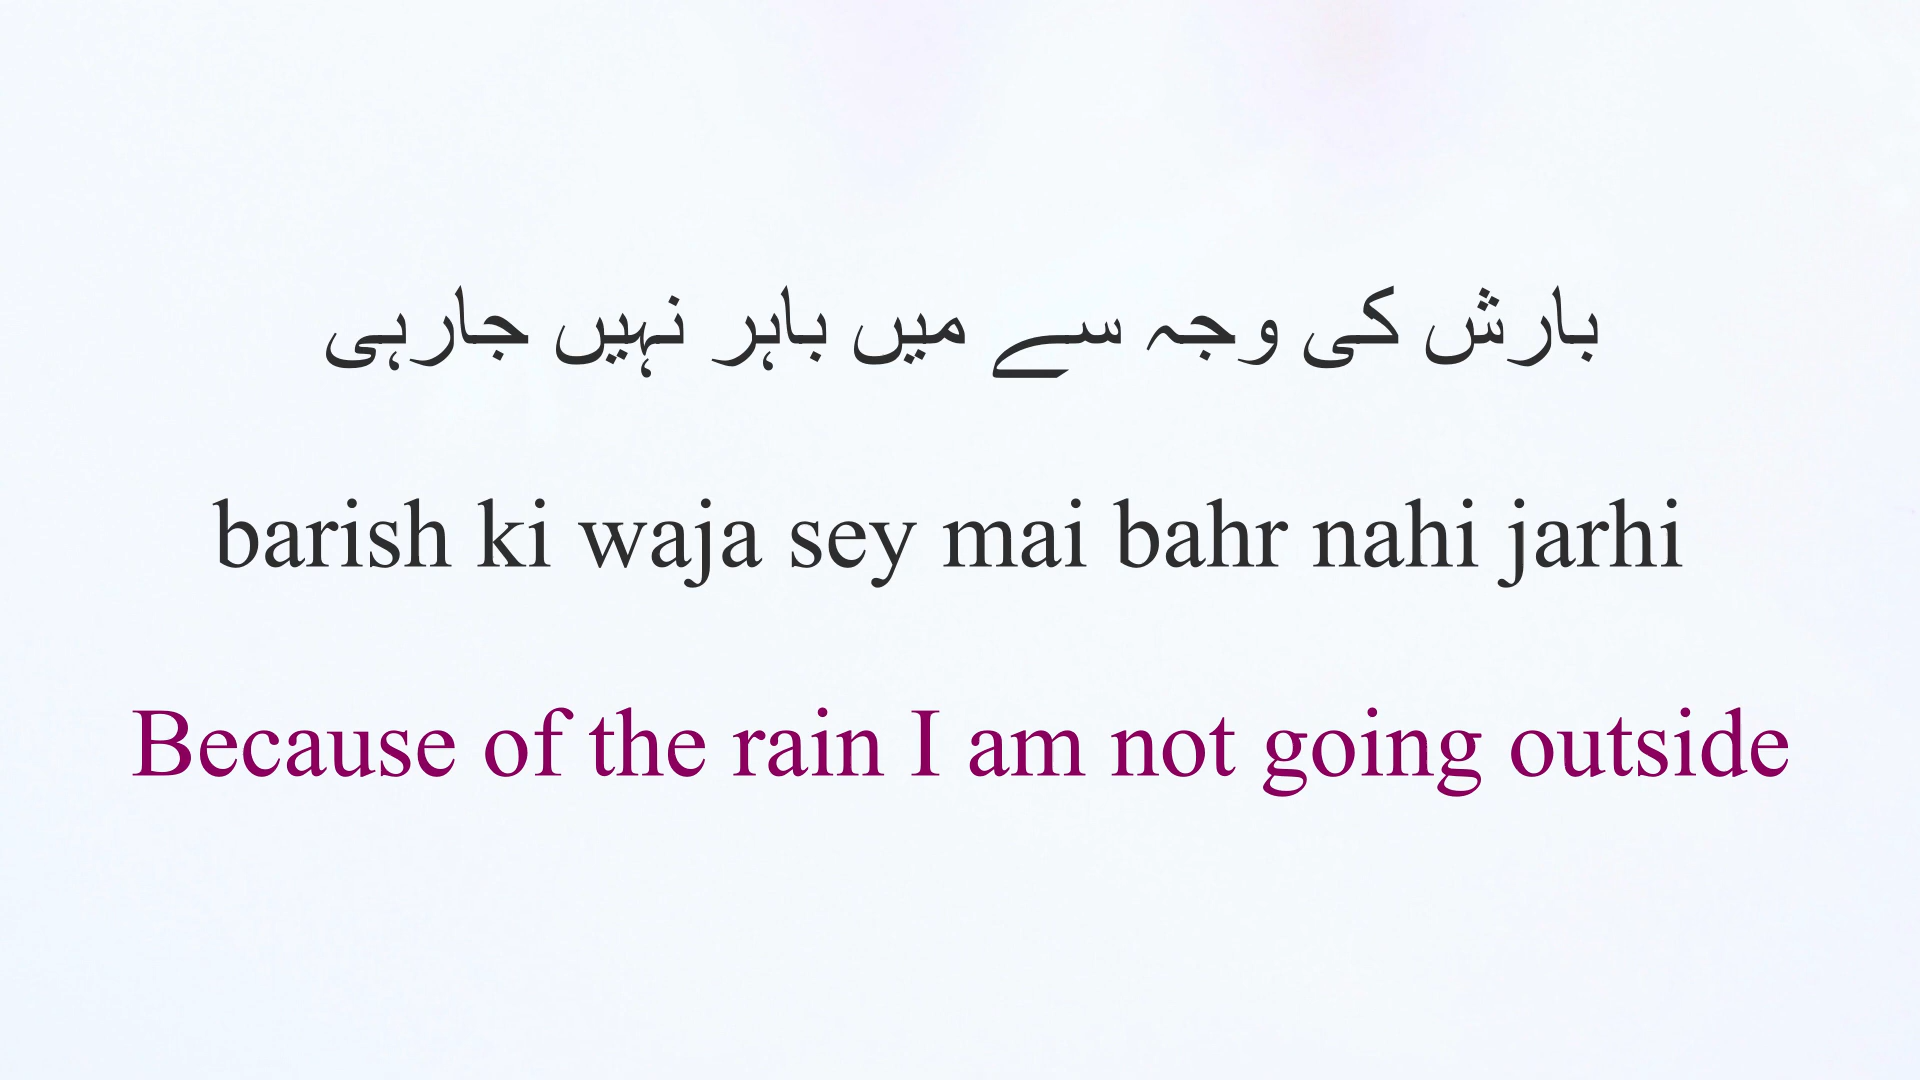 بارش کی وجہ سے میں باہر نہیں جارہی
barish ki waja sey mai bahr nahi jarhi
Because of the rain I am not going outside